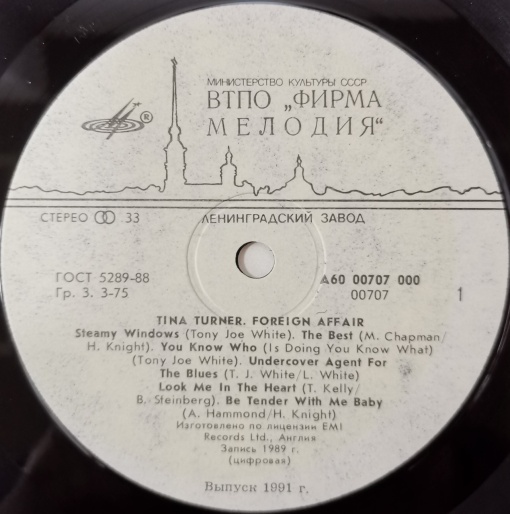 МИНИСТЕРСТВО КУЛЬТУРЫ СССР
ВТПО „ФИРМА
МЕЛОДИЯ“
®
СТЕРЕО 33
ЛЕНИНГРАДСКИЙ ЗАВОД
ГОСТ 5289-88
Гр. 3. 3-75
А60 00707 000
00707
1
TINA TURNER. FOREIGN AFFAIR
Steamy Windows (Tony Joe White). The Best (M. Chapman/
H. Knight). You Know Who (Is Doing You Know What)
(Tony Joe White). Undercover Agent For
The Blues (T. J. White/L. White)
Look Me In The Heart (T. Kelly/
B. Steinberg). Be Tender With Me Baby
(A. Hammond/H. Knight)
Изготовлено по лицензии EMI
Records Ltd., Англия
Запись 1989 г.
(цифровая)
Выпуск 1991 г.